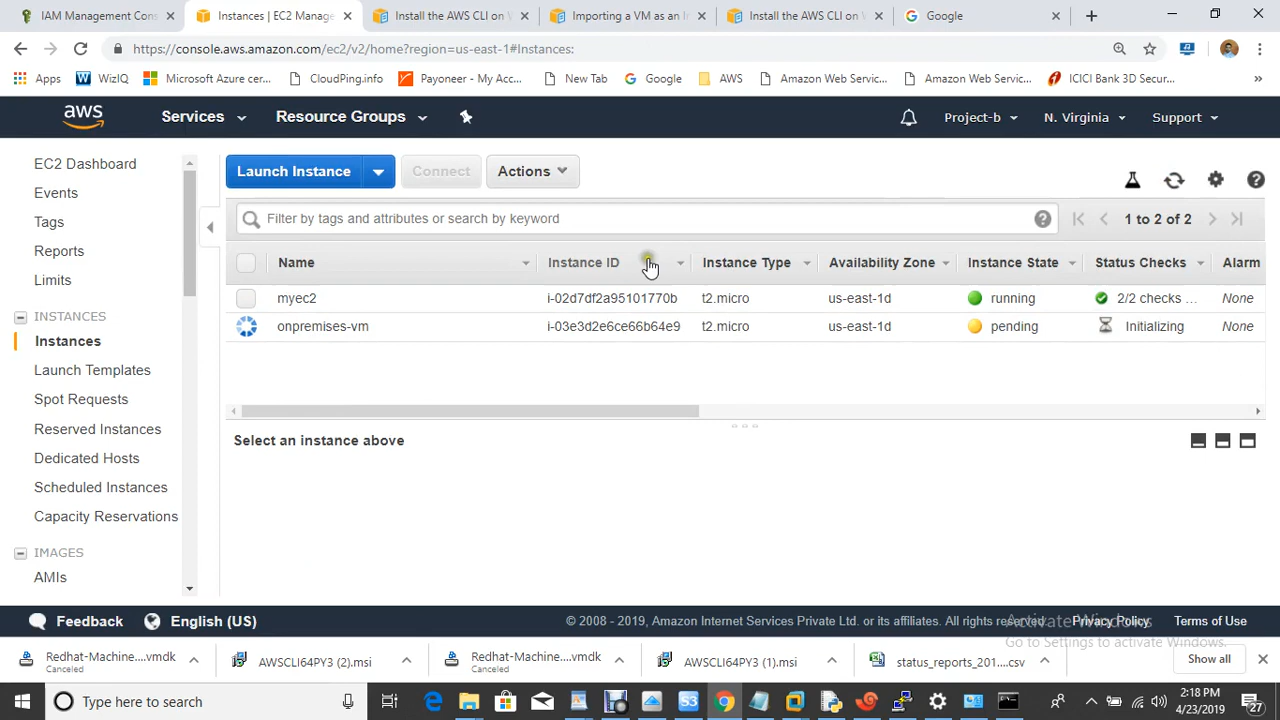 IAM Management Cons
Instances | EC2 Manage
Install the AWS CLI on V
Importing a VM as an I
Install the AWS CLI on V
Google
https://console.aws.amazon.com/ec2/v2/home?region=us-east-1#Instances:
Apps
WizIQ
Microsoft Azure cer...
CloudPing.info
Payoneer - My Acco...
New Tab
Google
AWS
Amazon Web Servic...
Amazon Web Servic...
ICICI Bank 3D Secur...
aws
Services
Resource Groups
Project-b
N. Virginia
Support
EC2 Dashboard
Events
Tags
Reports
Limits
INSTANCES
Instances
Launch Templates
Spot Requests
Reserved Instances
Dedicated Hosts
Scheduled Instances
Capacity Reservations
IMAGES
AMIs
Launch Instance
Connect
Actions
Filter by tags and attributes or search by keyword
1 to 2 of 2
Name Instance ID Instance Type Availability Zone Instance State Status Checks Alarm
myec2 i-02d7df2a95101770b t2.micro us-east-1d running 2/2 checks ... None
onpremises-vm i-03e3d2e6ce66b64e9 t2.micro us-east-1d pending Initializing None
Select an instance above
Feedback
English (US)
© 2008 - 2019, Amazon Internet Services Private Ltd. or its affiliates. All rights
Privacy Policy
Terms of Use
Activate Windows
Go to Settings to activate Windows.
Redhat-Machine....vmdk
Canceled
AWSCLI64PY3 (2).msi
Redhat-Machine....vmdk
Canceled
AWSCLI64PY3 (1).msi
status_reports_201....csv
Show all
Type here to search
S3
2:18 PM
4/23/2019
27